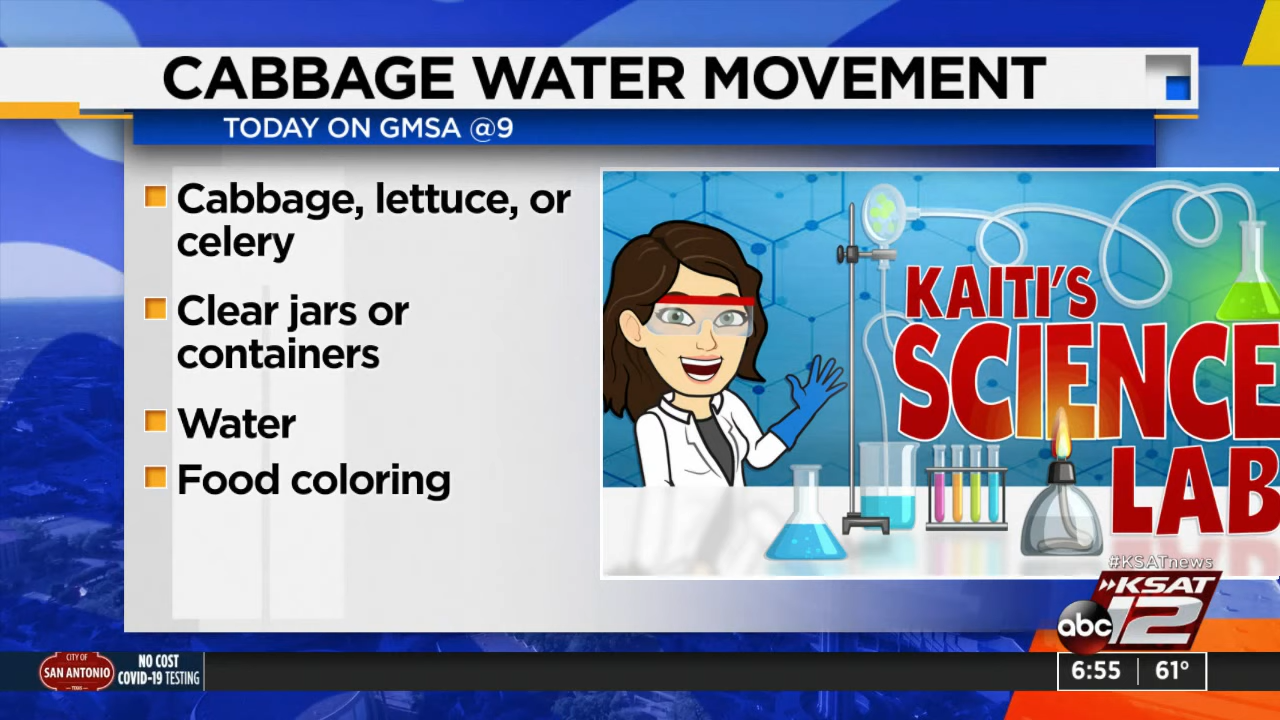 CABBAGE WATER MOVEMENT
TODAY ON GMSA @9
Cabbage, lettuce, or
celery
Clear jars or
containers
Water
Food coloring
KAITI'S
SCIENCE
LAB
#KSATnews
KSAT
abc 12
CITY OF
SAN ANTONIO
TEXAS
NO COST
COVID-19 TESTING
6:55 61°